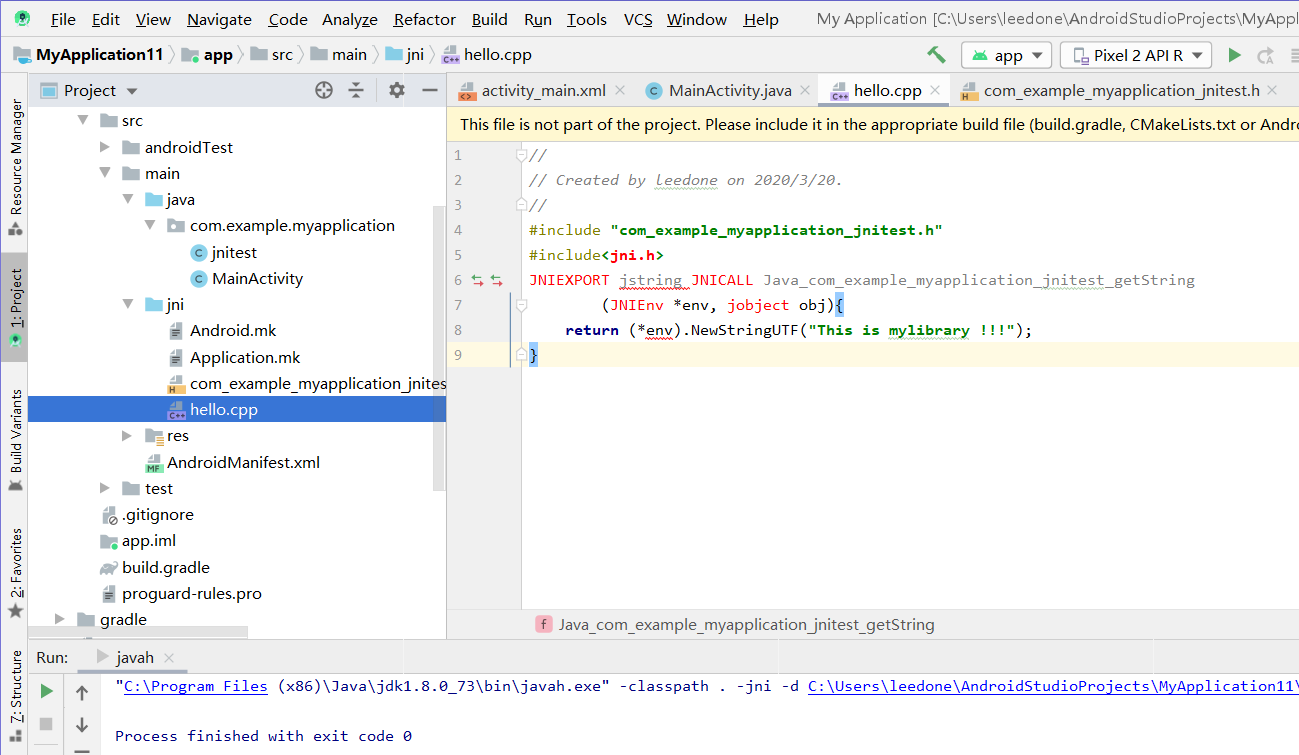 File Edit View Navigate Code Analyze Refactor Build Run Tools VCS Window Help My Application [C:\Users\leedone\AndroidStudioProjects\MyAppl
MyApplication11 app src main jni hello.cpp app Pixel 2 API R
Project
activity_main.xml MainActivity.java hello.cpp com_example_myapplication_jnitest.h
This file is not part of the project. Please include it in the appropriate build file (build.gradle, CMakeLists.txt or Andro
Resource Manager
1: Project
Build Variants
2: Favorites
7: Structure
src
androidTest
main
java
com.example.myapplication
C jnitest
C MainActivity
jni
Android.mk
Application.mk
H com_example_myapplication_jnites
C++ hello.cpp
res
MF AndroidManifest.xml
test
.gitignore
app.iml
build.gradle
proguard-rules.pro
gradle
1 //
2 // Created by leedone on 2020/3/20.
3 //
4 #include "com_example_myapplication_jnitest.h"
5 #include<jni.h>
6 JNIEXPORT jstring JNICALL Java_com_example_myapplication_jnitest_getString
7 (JNIEnv *env, jobject obj){
8 return (*env).NewStringUTF("This is mylibrary !!!");
9 }
f Java_com_example_myapplication_jnitest_getString
Run: javah
"C:\Program Files (x86)\Java\jdk1.8.0_73\bin\javah.exe" -classpath . -jni -d C:\Users\leedone\AndroidStudioProjects\MyApplication11\
Process finished with exit code 0